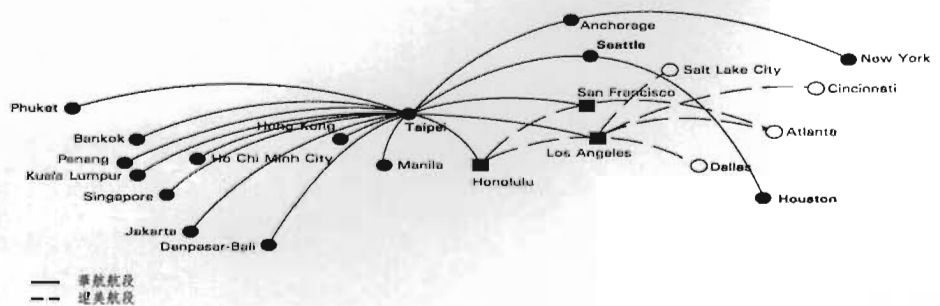 Anchorage
Seattle
New York
Salt Lake City
San Francisco
Cincinnati
Phuket
Hong Kong
Taipei
Atlanta
Bankok
Los Angeles
Penang
Ho Chi Minh City
Manila
Dallas
Kuala Lumpur
Honolulu
Singapore
Houston
Jakarta
Denpasar-Bali
華航航段
達美航段